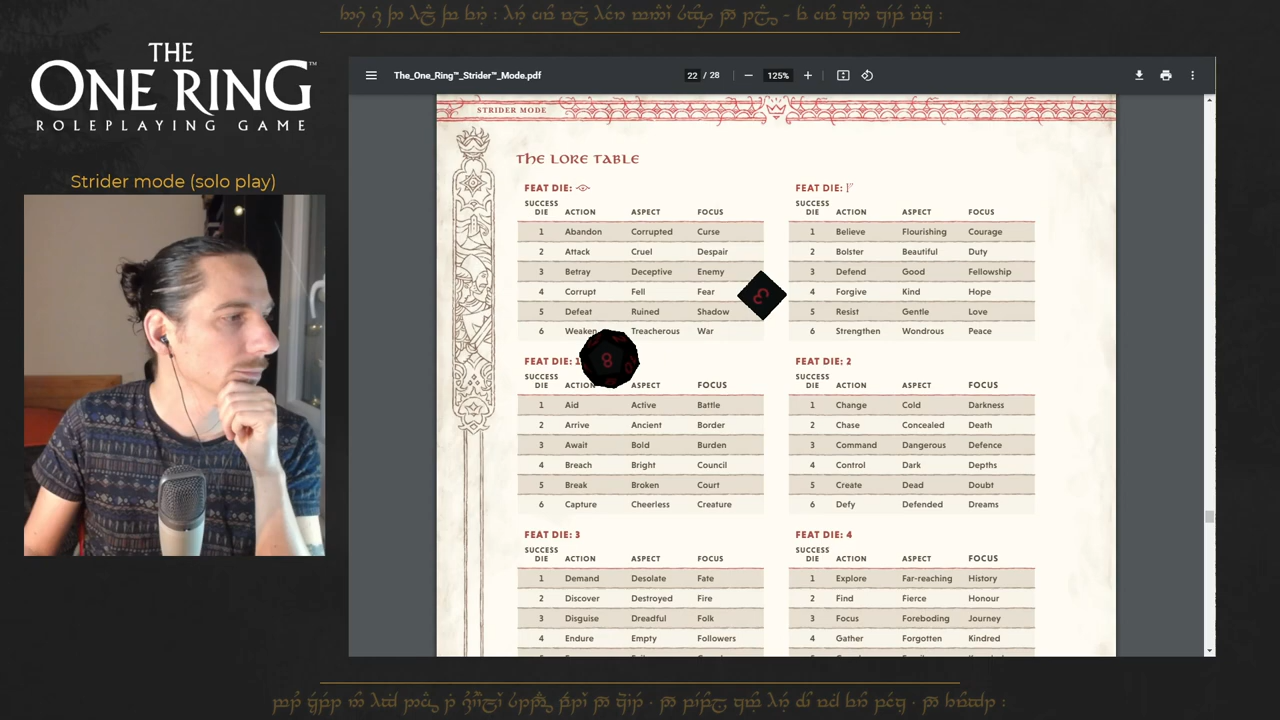 THE
ONE RING™
ROLEPLAYING GAME
Strider mode (solo play)
The_One_Ring™_Strider™_Mode.pdf
22 / 28
125%
STRIDER MODE
THE LORE TABLE
FEAT DIE:
SUCCESS DIE ACTION ASPECT FOCUS
1 Abandon Corrupted Curse
2 Attack Cruel Despair
3 Betray Deceptive Enemy
4 Corrupt Fell Fear
5 Defeat Ruined Shadow
6 Weaken Treacherous War
FEAT DIE:
SUCCESS DIE ACTION ASPECT FOCUS
1 Believe Flourishing Courage
2 Bolster Beautiful Duty
3 Defend Good Fellowship
4 Forgive Kind Hope
5 Resist Gentle Love
6 Strengthen Wondrous Peace
3
8
FEAT DIE: 1
SUCCESS DIE ACTION ASPECT FOCUS
1 Aid Active Battle
2 Arrive Ancient Border
3 Await Bold Burden
4 Breach Bright Council
5 Break Broken Court
6 Capture Cheerless Creature
FEAT DIE: 2
SUCCESS DIE ACTION ASPECT FOCUS
1 Change Cold Darkness
2 Chase Concealed Death
3 Command Dangerous Defence
4 Control Dark Depths
5 Create Dead Doubt
6 Defy Defended Dreams
FEAT DIE: 3
SUCCESS DIE ACTION ASPECT FOCUS
1 Demand Desolate Fate
2 Discover Destroyed Fire
3 Disguise Dreadful Folk
4 Endure Empty Followers
FEAT DIE: 4
SUCCESS DIE ACTION ASPECT FOCUS
1 Explore Far-reaching History
2 Find Fierce Honour
3 Focus Foreboding Journey
4 Gather Forgotten Kindred